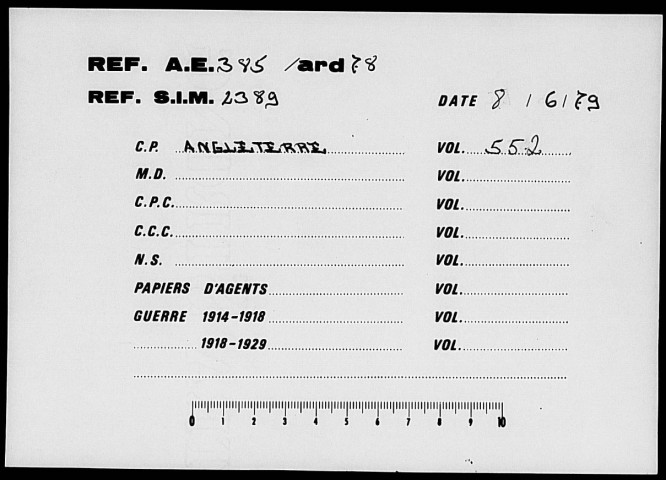 REF. A.E. 385 /ard 78
REF. S.I.M. 2389 DATE 8 / 6 / 79
C.P. ANGLETERRE VOL. 552
M.D. VOL.
C.P.C. VOL.
C.C.C. VOL.
N.S. VOL.
PAPIERS D'AGENTS VOL.
GUERRE 1914-1918 VOL.
1918-1929 VOL.
0 1 2 3 4 5 6 7 8 9 10